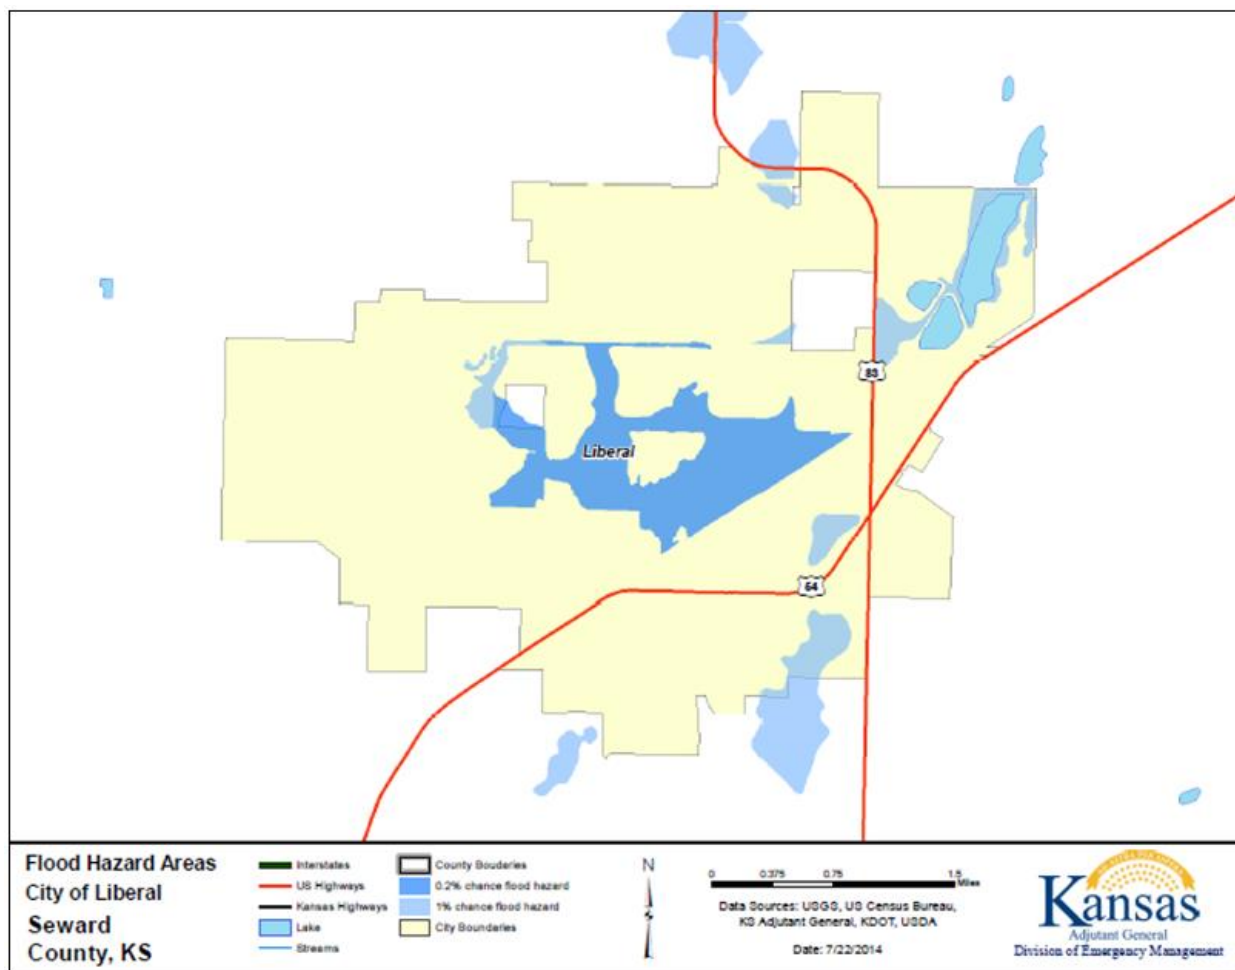 Liberal
83
64
Flood Hazard Areas
City of Liberal
Seward
County, KS
Interstates
US Highways
Kansas Highways
Lake
Streams
County Bouderies
0.2% chance flood hazard
1% chance flood hazard
City Boundaries
N
0 0.375 0.75 1.5
Miles
Data Sources: USGS, US Census Bureau,
KS Adjutant General, KDOT, USDA
Date: 7/22/2014
Kansas
Adjutant General
Division of Emergency Management